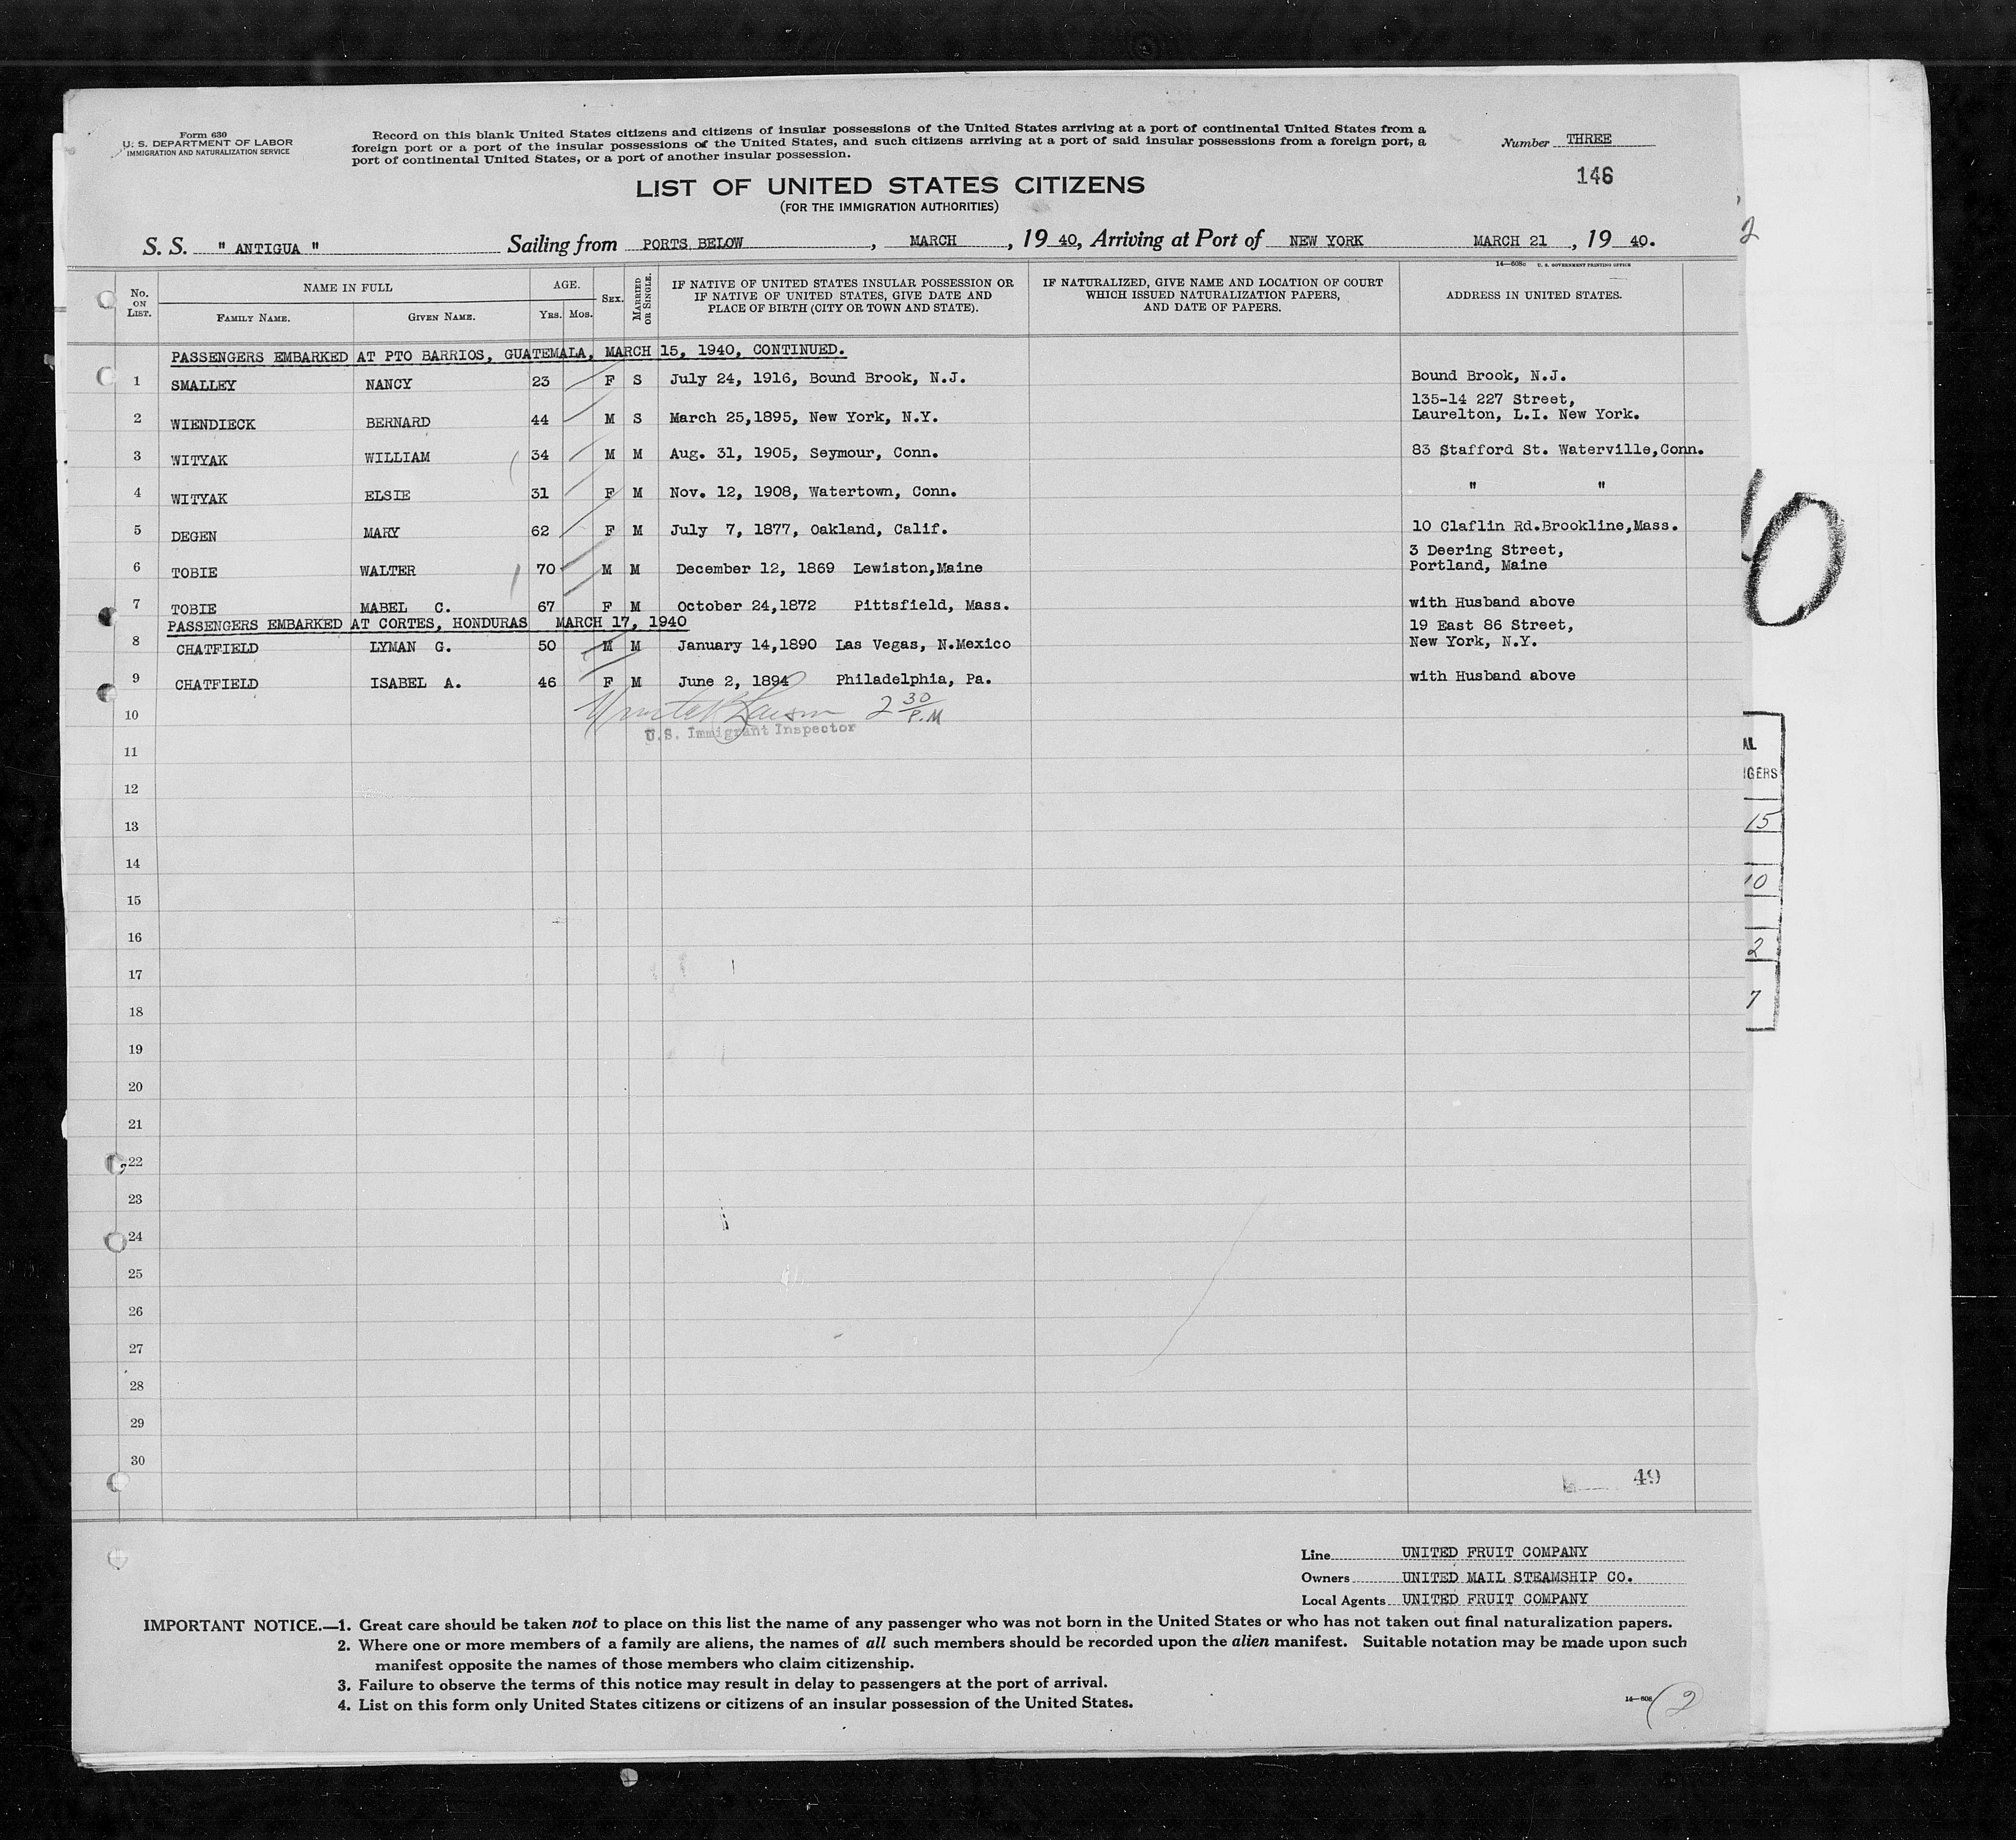 Form 630
U. S. DEPARTMENT OF LABOR
IMMIGRATION AND NATURALIZATION SERVICE
Record on this blank United States citizens and citizens of insular possessions of the United States arriving at a port of continental United States from a
foreign port or a port of the insular possessions of the United States, and such citizens arriving at a port of said insular possessions from a foreign port, a
port of continental United States, or a port of another insular possession.
Number THREE
146
LIST OF UNITED STATES CITIZENS
(FOR THE IMMIGRATION AUTHORITIES)
S. S. " ANTIGUA " Sailing from PORTS BELOW, MARCH, 19 40, Arriving at Port of NEW YORK MARCH 21, 19 40.
2
14—608c U. S. GOVERNMENT PRINTING OFFICE
No. ON LIST. NAME IN FULL FAMILY NAME. GIVEN NAME. AGE. YRS. MOS. SEX. MARRIED OR SINGLE. IF NATIVE OF UNITED STATES INSULAR POSSESSION OR IF NATIVE OF UNITED STATES, GIVE DATE AND PLACE OF BIRTH (CITY OR TOWN AND STATE). IF NATURALIZED, GIVE NAME AND LOCATION OF COURT WHICH ISSUED NATURALIZATION PAPERS, AND DATE OF PAPERS. ADDRESS IN UNITED STATES.
PASSENGERS EMBARKED AT PTO BARRIOS, GUATEMALA, MARCH 15, 1940, CONTINUED.
1 SMALLEY NANCY 23 F S July 24, 1916, Bound Brook, N.J. Bound Brook, N.J.
135-14 227 Street,
2 WIENDIECK BERNARD 44 M S March 25,1895, New York, N.Y. Laurelton, L.I. New York.
3 WITYAK WILLIAM 34 M M Aug. 31, 1905, Seymour, Conn. 83 Stafford St. Waterville,Conn.
4 WITYAK ELSIE 31 F M Nov. 12, 1908, Watertown, Conn. " "
5 DEGEN MARY 62 F M July 7, 1877, Oakland, Calif. 10 Claflin Rd.Brookline,Mass.
3 Deering Street,
6 TOBIE WALTER 70 M M December 12, 1869 Lewiston,Maine Portland, Maine
7 TOBIE MABEL C. 67 F M October 24,1872 Pittsfield, Mass. with Husband above
PASSENGERS EMBARKED AT CORTES, HONDURAS MARCH 17, 1940 19 East 86 Street,
8 CHATFIELD LYMAN G. 50 M M January 14,1890 Las Vegas, N.Mexico New York, N.Y.
9 CHATFIELD ISABEL A. 46 F M June 2, 1894 Philadelphia, Pa. with Husband above
10 2 30 P.M
U.S. Immigrant Inspector
11
12
13
14
15
16
17
18
19
20
21
22
23
24
25
26
27
28
29
30
49
AL
GERS
15
10
2
7
Line UNITED FRUIT COMPANY
Owners UNITED MAIL STEAMSHIP CO.
Local Agents UNITED FRUIT COMPANY
IMPORTANT NOTICE.—1. Great care should be taken not to place on this list the name of any passenger who was not born in the United States or who has not taken out final naturalization papers.
2. Where one or more members of a family are aliens, the names of all such members should be recorded upon the alien manifest. Suitable notation may be made upon such
manifest opposite the names of those members who claim citizenship.
3. Failure to observe the terms of this notice may result in delay to passengers at the port of arrival.
4. List on this form only United States citizens or citizens of an insular possession of the United States.
14—608
(2